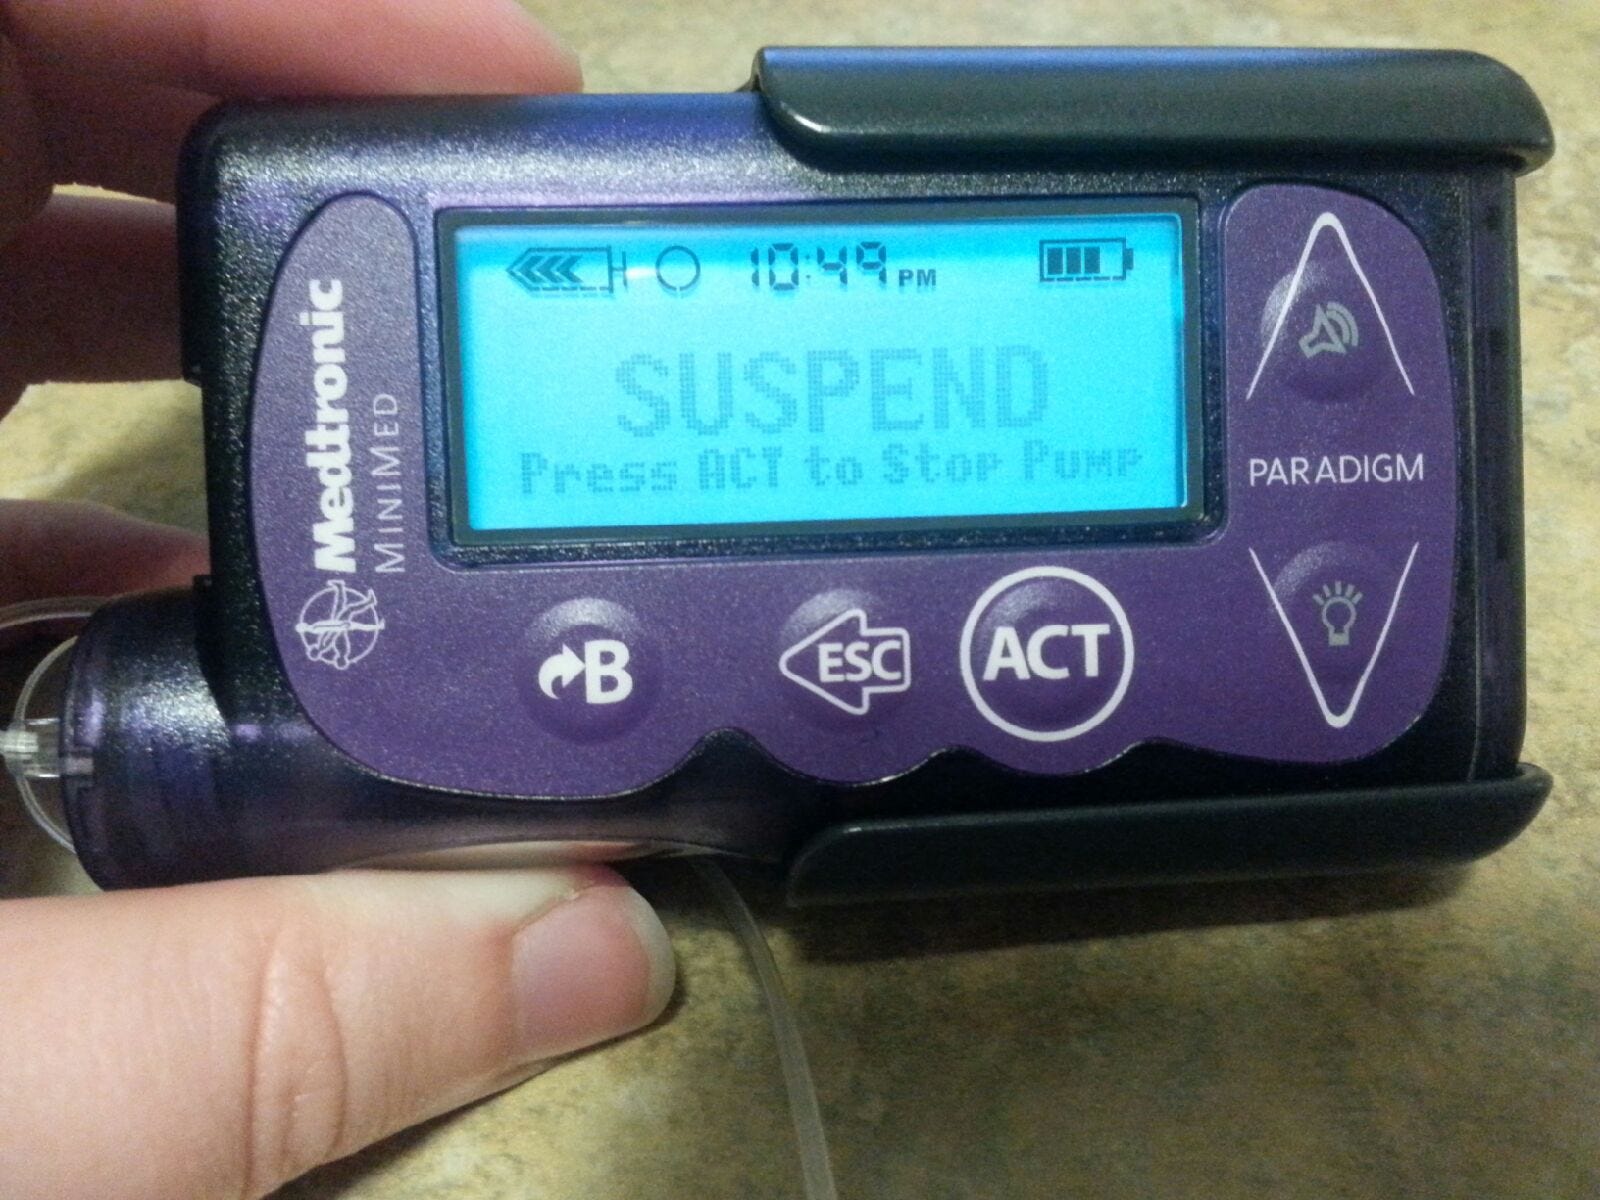 10:49 PM
SUSPEND
Press ACT to Stop Pump
Medtronic
MINIMED
PARADIGM
B
ESC
ACT